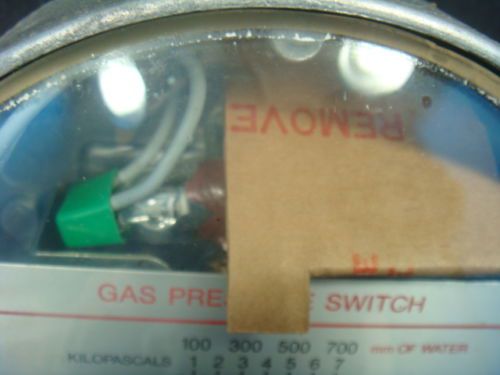 REMOVE
GAS PRE E SWITCH
100 300 500 700 mm OF WATER
KILOPASCALS 1 2 3 4 5 6 7